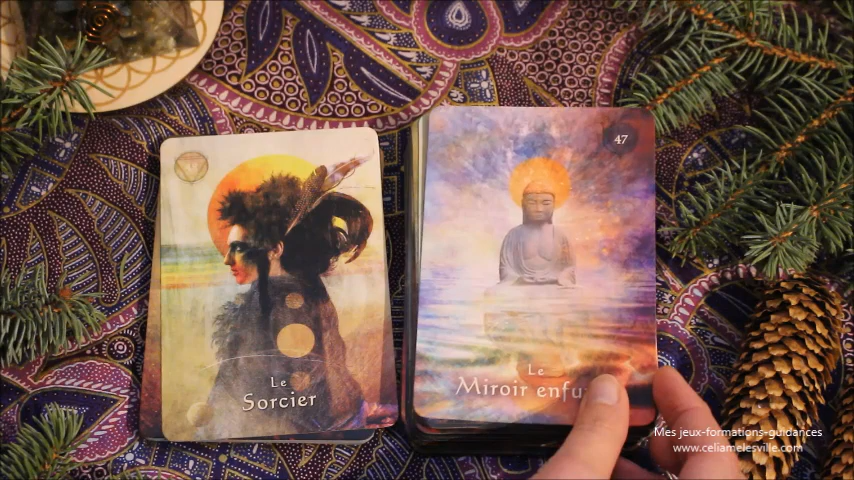 47
Le
Sorcier
Le
Miroir enfu
Mes jeux-formations-guidances
www.celiamelesville.com